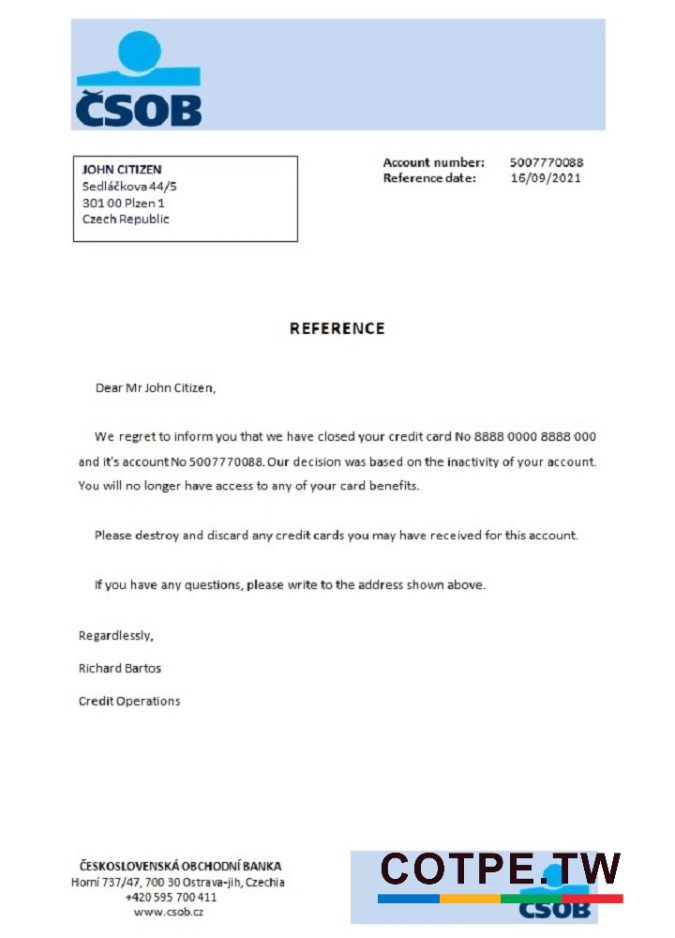 ČSOB
JOHN CITIZEN
Sedláčkova 44/5
301 00 Plzen 1
Czech Republic
Account number: 5007770088
Reference date: 16/09/2021
REFERENCE
Dear Mr John Citizen,
We regret to inform you that we have closed your credit card No 8888 0000 8888 000
and it's account No 5007770088. Our decision was based on the inactivity of your account.
You will no longer have access to any of your card benefits.
Please destroy and discard any credit cards you may have received for this account.
If you have any questions, please write to the address shown above.
Regardlessly,
Richard Bartos
Credit Operations
ČESKOSLOVENSKÁ OBCHODNÍ BANKA
Horní 737/47, 700 30 Ostrava-jih, Czechia
+420 595 700 411
www.csob.cz
COTPE.TW
ČSOB